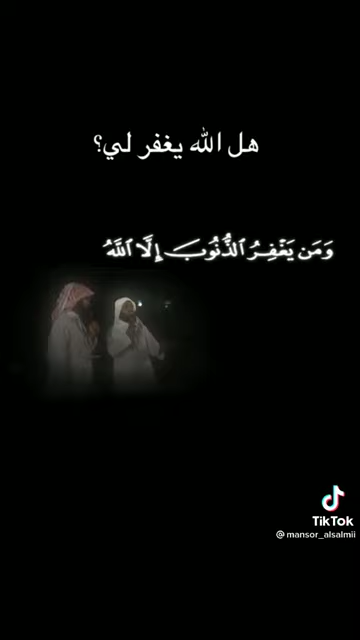 هل الله يغفر لي؟
وَمَن يَغْفِرُ ٱلذُّنُوبَ إِلَّا ٱللَّهُ
TikTok
@mansor_alsalmii